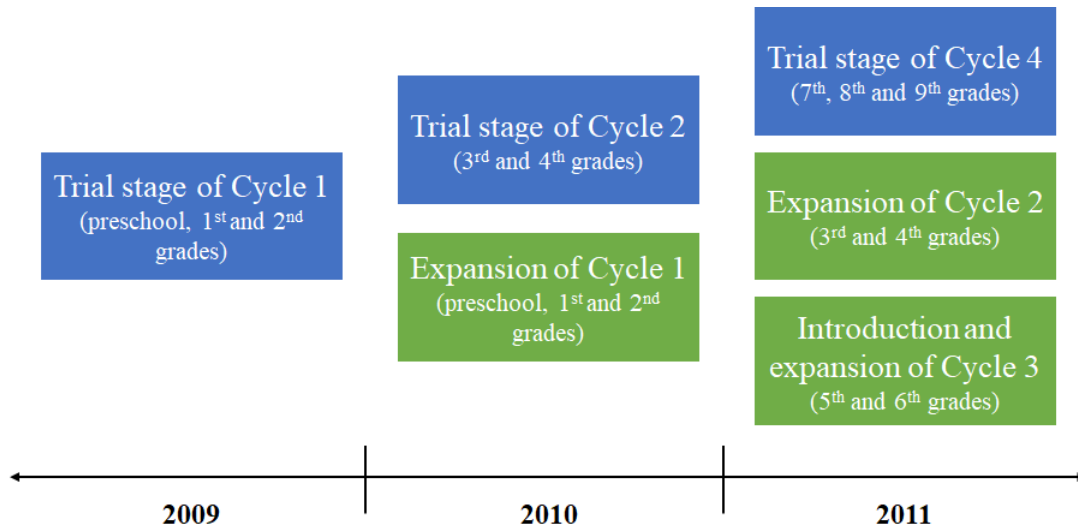 Trial stage of Cycle 1
(preschool, 1st and 2nd
grades)
Trial stage of Cycle 2
(3rd and 4th grades)
Expansion of Cycle 1
(preschool, 1st and 2nd
grades)
Trial stage of Cycle 4
(7th, 8th and 9th grades)
Expansion of Cycle 2
(3rd and 4th grades)
Introduction and
expansion of Cycle 3
(5th and 6th grades)
2009
2010
2011